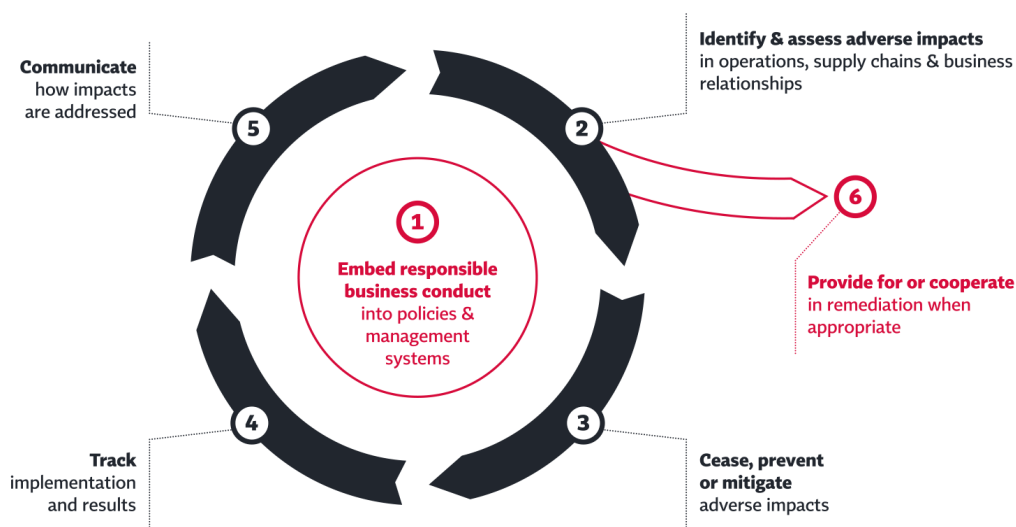 Communicate
how impacts
are addressed
5
Identify & assess adverse impacts
in operations, supply chains & business
relationships
2
6
Provide for or cooperate
in remediation when
appropriate
1
Embed responsible
business conduct
into policies &
management
systems
4
Track
implementation
and results
3
Cease, prevent
or mitigate
adverse impacts